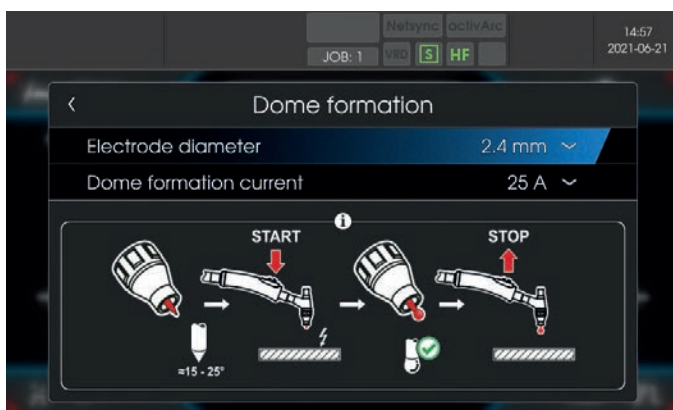 Netsync activArc
14:57
JOB: 1 VRD S HF
2021-06-21
Dome formation
Electrode diameter 2.4 mm
Dome formation current 25 A
START STOP
≈15 - 25°